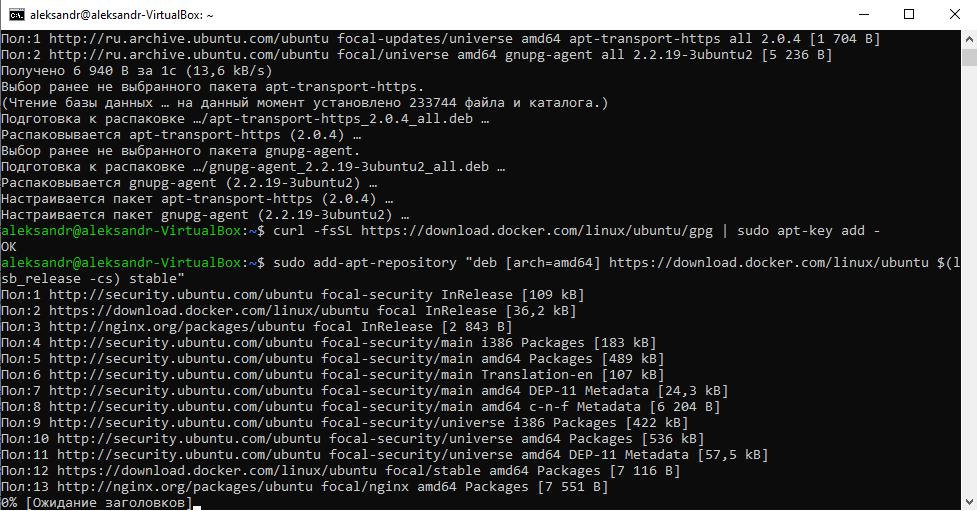 aleksandr@aleksandr-VirtualBox: ~
Пол:1 http://ru.archive.ubuntu.com/ubuntu focal-updates/universe amd64 apt-transport-https all 2.0.4 [1 704 B]
Пол:2 http://ru.archive.ubuntu.com/ubuntu focal/universe amd64 gnupg-agent all 2.2.19-3ubuntu2 [5 236 B]
Получено 6 940 B за 1с (13,6 kB/s)
Выбор ранее не выбранного пакета apt-transport-https.
(Чтение базы данных … на данный момент установлено 233744 файла и каталога.)
Подготовка к распаковке …/apt-transport-https_2.0.4_all.deb …
Распаковывается apt-transport-https (2.0.4) …
Выбор ранее не выбранного пакета gnupg-agent.
Подготовка к распаковке …/gnupg-agent_2.2.19-3ubuntu2_all.deb …
Распаковывается gnupg-agent (2.2.19-3ubuntu2) …
Настраивается пакет apt-transport-https (2.0.4) …
Настраивается пакет gnupg-agent (2.2.19-3ubuntu2) …
aleksandr@aleksandr-VirtualBox:~$ curl -fsSL https://download.docker.com/linux/ubuntu/gpg | sudo apt-key add -
OK
aleksandr@aleksandr-VirtualBox:~$ sudo add-apt-repository "deb [arch=amd64] https://download.docker.com/linux/ubuntu $(l
sb_release -cs) stable"
Пол:1 http://security.ubuntu.com/ubuntu focal-security InRelease [109 kB]
Пол:2 https://download.docker.com/linux/ubuntu focal InRelease [36,2 kB]
Пол:3 http://nginx.org/packages/ubuntu focal InRelease [2 843 B]
Пол:4 http://security.ubuntu.com/ubuntu focal-security/main i386 Packages [183 kB]
Пол:5 http://security.ubuntu.com/ubuntu focal-security/main amd64 Packages [489 kB]
Пол:6 http://security.ubuntu.com/ubuntu focal-security/main Translation-en [107 kB]
Пол:7 http://security.ubuntu.com/ubuntu focal-security/main amd64 DEP-11 Metadata [24,3 kB]
Пол:8 http://security.ubuntu.com/ubuntu focal-security/main amd64 c-n-f Metadata [6 204 B]
Пол:9 http://security.ubuntu.com/ubuntu focal-security/universe i386 Packages [422 kB]
Пол:10 http://security.ubuntu.com/ubuntu focal-security/universe amd64 Packages [536 kB]
Пол:11 http://security.ubuntu.com/ubuntu focal-security/universe amd64 DEP-11 Metadata [57,5 kB]
Пол:12 https://download.docker.com/linux/ubuntu focal/stable amd64 Packages [7 116 B]
Пол:13 http://nginx.org/packages/ubuntu focal/nginx amd64 Packages [7 551 B]
0% [Ожидание заголовков]